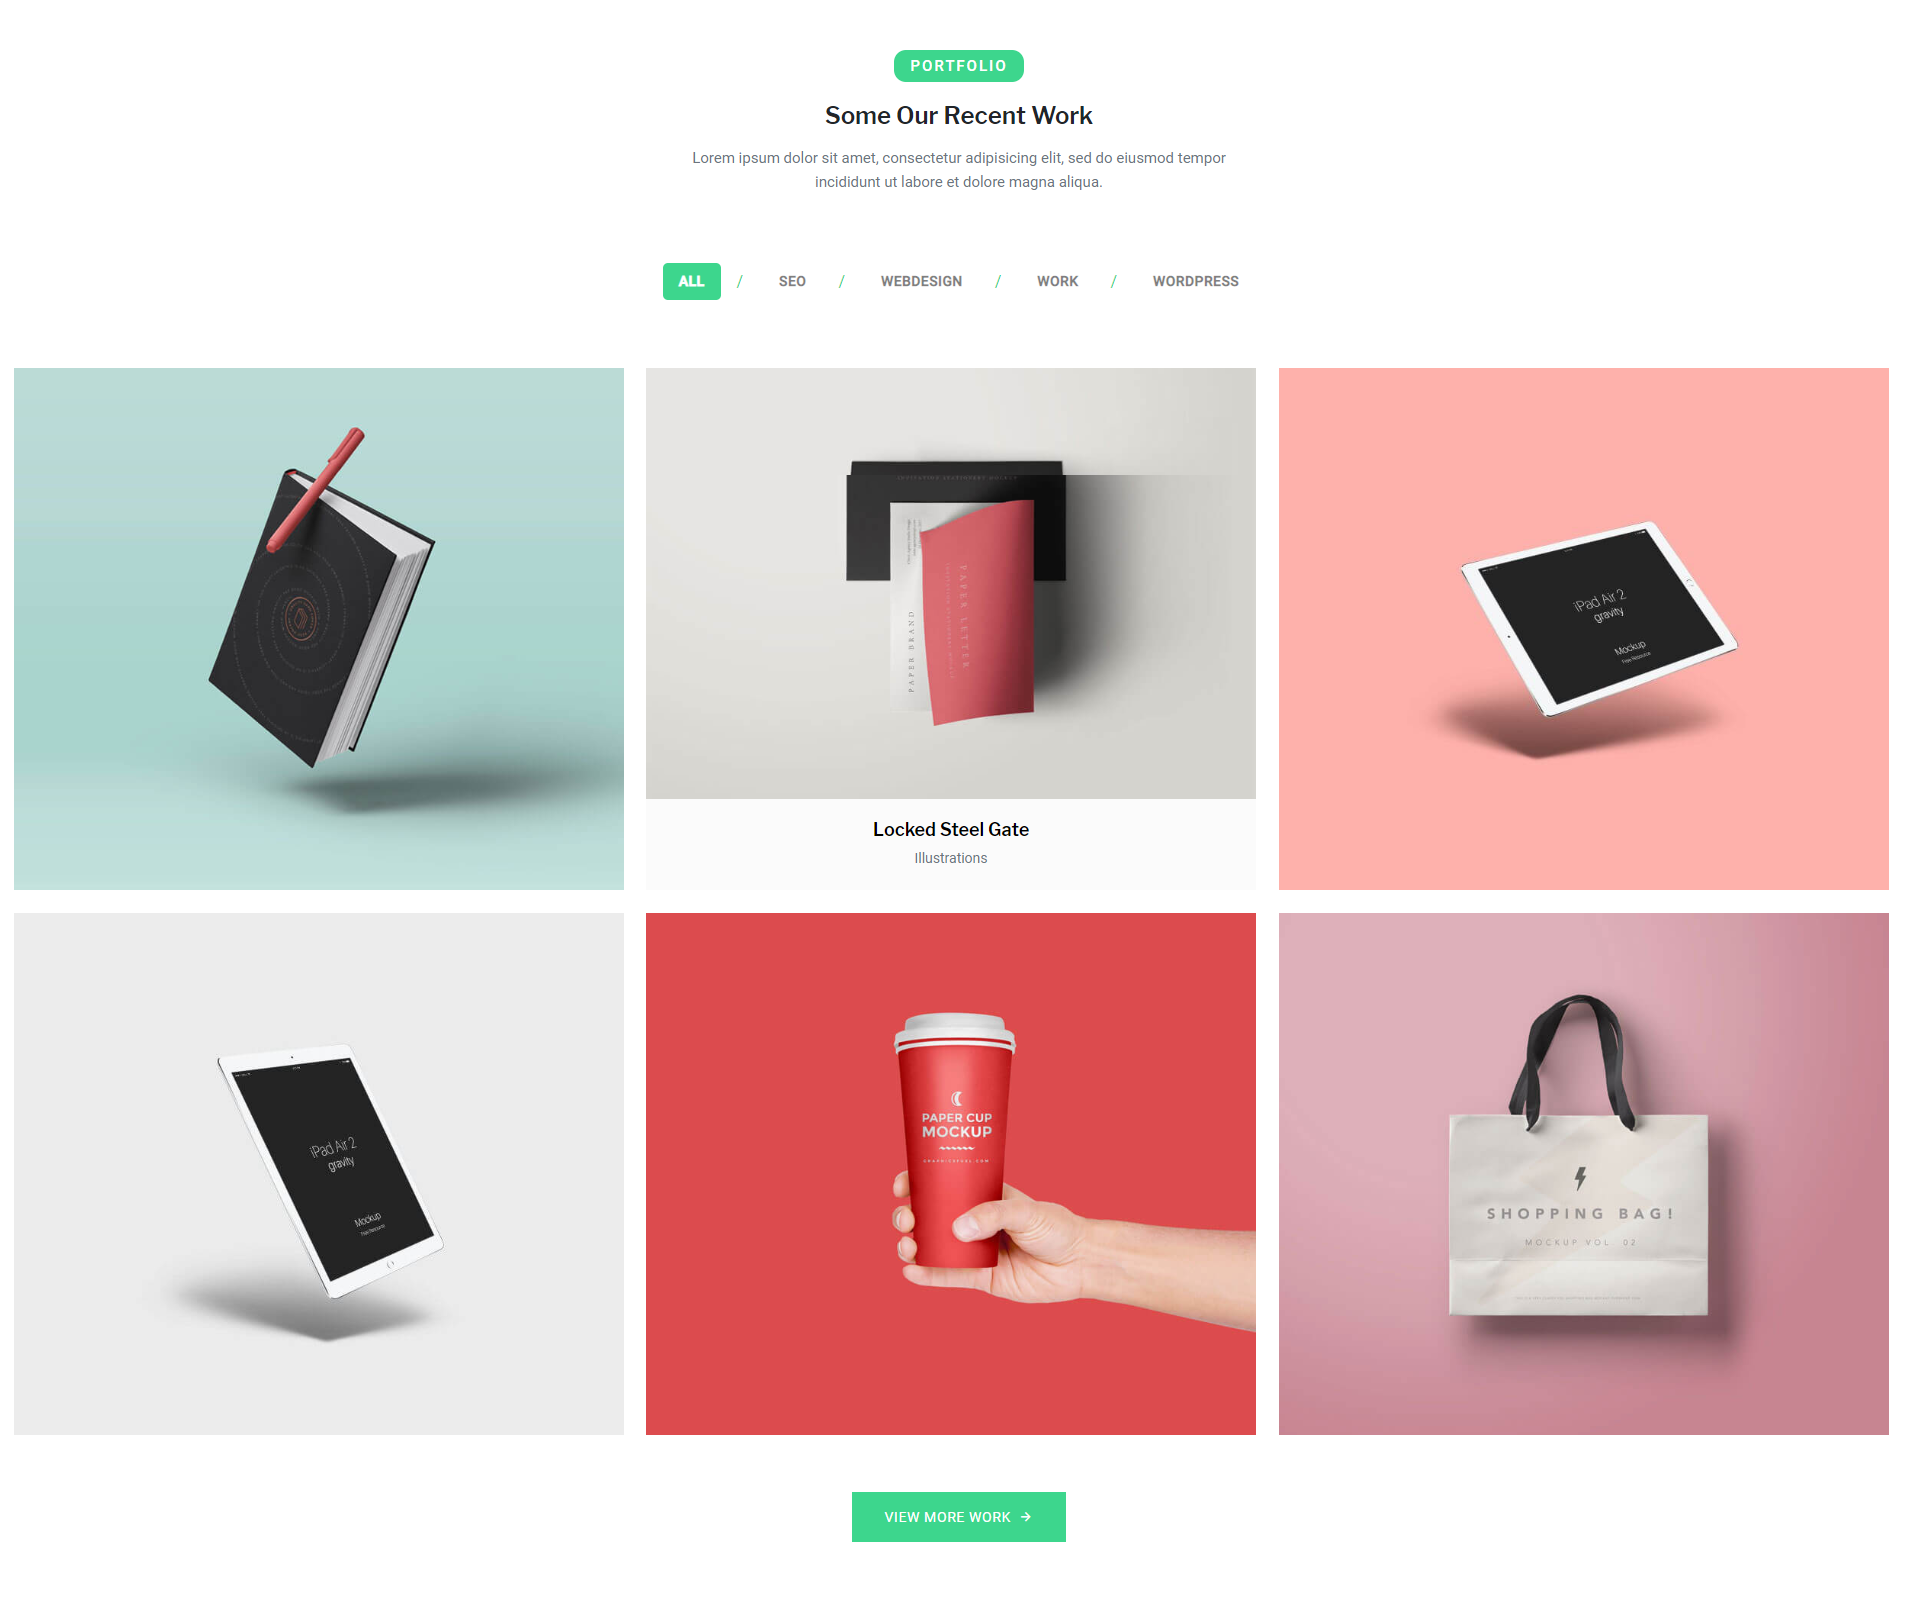 PORTFOLIO
Some Our Recent Work
Lorem ipsum dolor sit amet, consectetur adipisicing elit, sed do eiusmod tempor
incididunt ut labore et dolore magna aliqua.
ALL / SEO / WEBDESIGN / WORK / WORDPRESS
PAPER BRAND
PAPER LETTER
iPad Air 2
gravity
Mockup
Free Resource
Locked Steel Gate
Illustrations
iPad Air 2
gravity
Mockup
PAPER CUP
MOCKUP
SHOPPING BAG!
MOCKUP VOL. 02
VIEW MORE WORK →